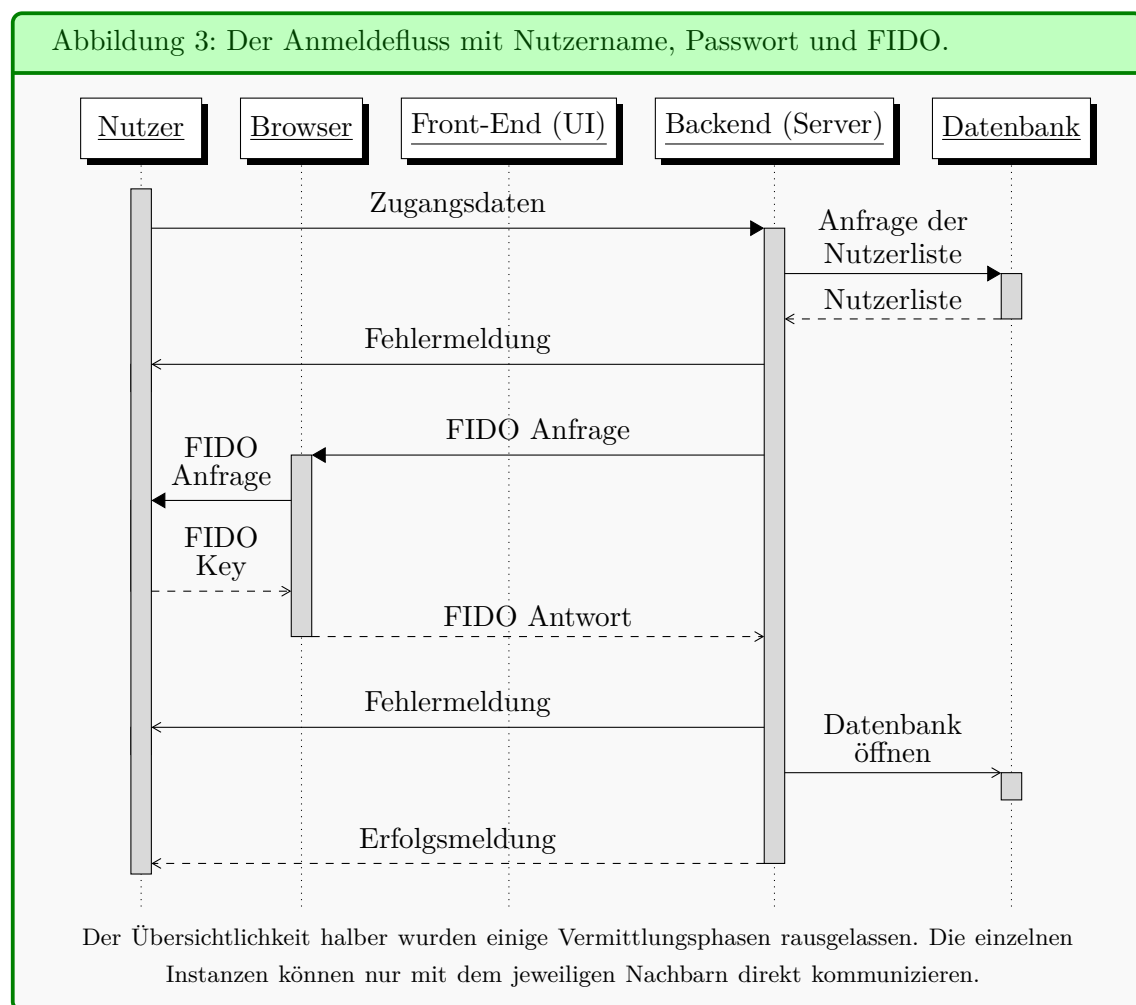 Abbildung 3: Der Anmeldefluss mit Nutzername, Passwort und FIDO.
Nutzer
Browser
Front-End (UI)
Backend (Server)
Datenbank
Zugangsdaten
Anfrage der
Nutzerliste
Nutzerliste
Fehlermeldung
FIDO Anfrage
FIDO
Anfrage
FIDO
Key
FIDO Antwort
Fehlermeldung
Datenbank
öffnen
Erfolgsmeldung
Der Übersichtlichkeit halber wurden einige Vermittlungsphasen rausgelassen. Die einzelnen
Instanzen können nur mit dem jeweiligen Nachbarn direkt kommunizieren.